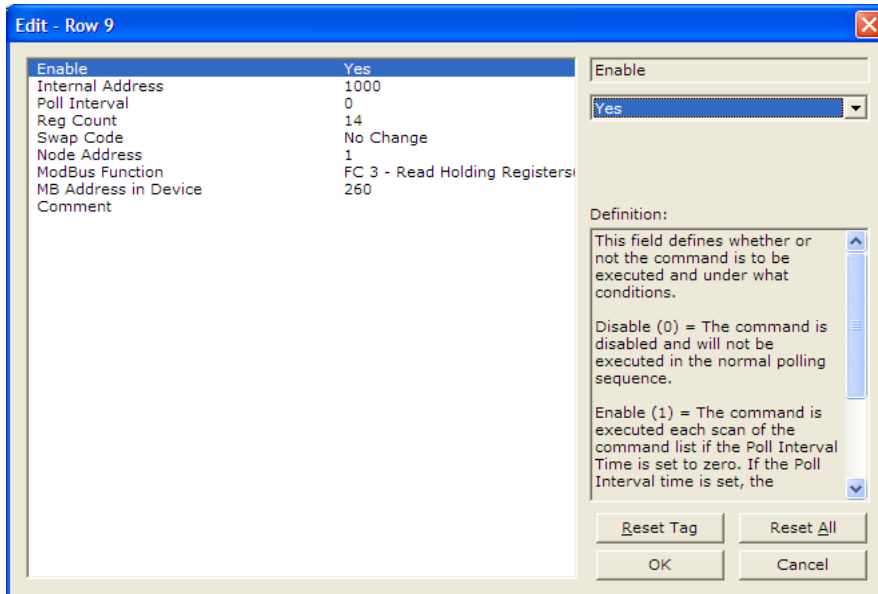 Edit - Row 9
Enable Yes
Internal Address 1000
Poll Interval 0
Reg Count 14
Swap Code No Change
Node Address 1
ModBus Function FC 3 - Read Holding Registers(
MB Address in Device 260
Comment
Enable
Yes
Definition:
This field defines whether or
not the command is to be
executed and under what
conditions.
Disable (0) = The command is
disabled and will not be
executed in the normal polling
sequence.
Enable (1) = The command is
executed each scan of the
command list if the Poll Interval
Time is set to zero. If the Poll
Interval time is set, the
Reset Tag Reset All
OK Cancel